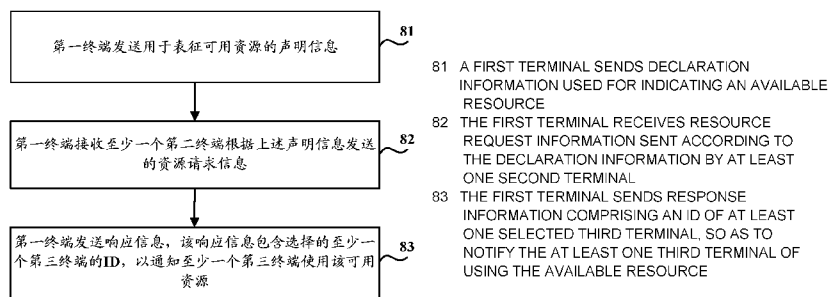 第一终端发送用于表征可用资源的声明信息
81
第一终端接收至少一个第二终端根据上述声明信息发送
的资源请求信息
82
第一终端发送响应信息，该响应信息包含选择的至少一
个第三终端的ID，以通知至少一个第三终端使用该可用
资源
83
81 A FIRST TERMINAL SENDS DECLARATION
INFORMATION USED FOR INDICATING AN AVAILABLE
RESOURCE
82 THE FIRST TERMINAL RECEIVES RESOURCE
REQUEST INFORMATION SENT ACCORDING TO
THE DECLARATION INFORMATION BY AT LEAST
ONE SECOND TERMINAL
83 THE FIRST TERMINAL SENDS RESPONSE
INFORMATION COMPRISING AN ID OF AT LEAST
ONE SELECTED THIRD TERMINAL, SO AS TO
NOTIFY THE AT LEAST ONE THIRD TERMINAL OF
USING THE AVAILABLE RESOURCE